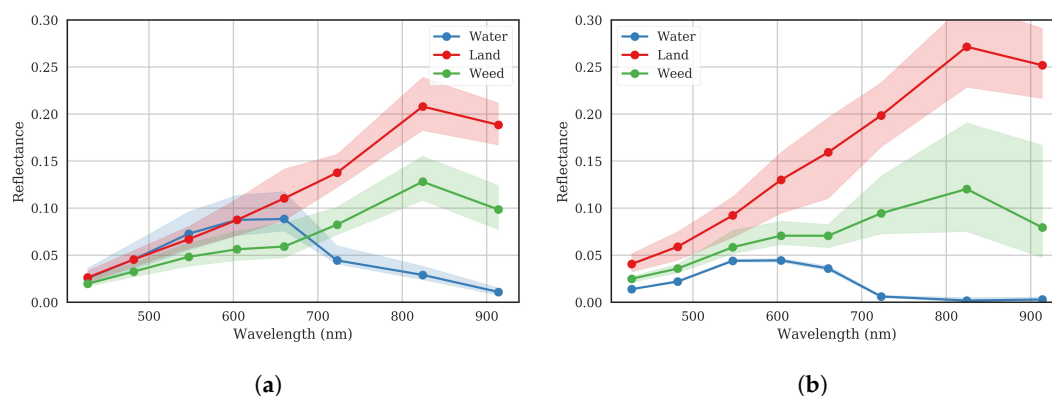 0.30
0.25
0.20
0.15
0.10
0.05
0.00
Reflectance
500 600 700 800 900
Wavelength (nm)
Water
Land
Weed
(a)
0.30
0.25
0.20
0.15
0.10
0.05
0.00
Reflectance
500 600 700 800 900
Wavelength (nm)
Water
Land
Weed
(b)